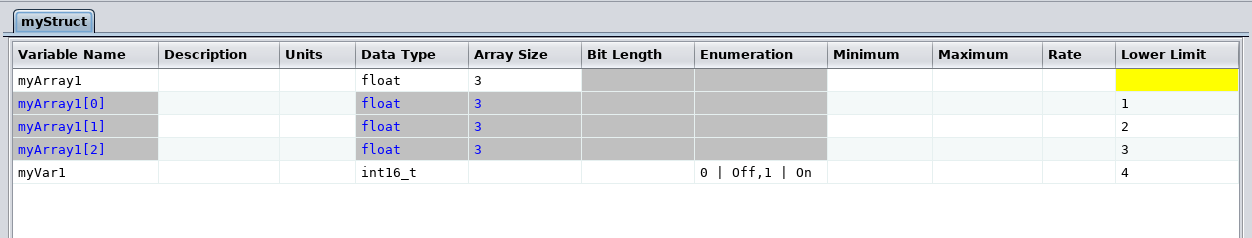 myStruct
Variable Name Description Units Data Type Array Size Bit Length Enumeration Minimum Maximum Rate Lower Limit
myArray1 float 3
myArray1[0] float 3 1
myArray1[1] float 3 2
myArray1[2] float 3 3
myVar1 int16_t 0 | Off,1 | On 4